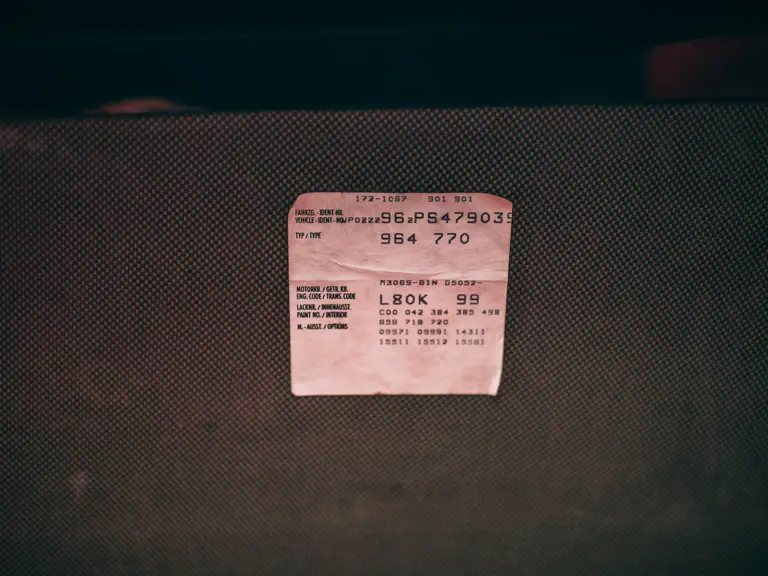 172-1087 901 901
FAHRZG.-IDENT-NR.
VEHICLE-IDENT-NO. WP0ZZZ96ZPS479039
TYP / TYPE 964 770
MOTORKB. / GETR. KB. M3069-BIN G5052-
ENG. CODE / TRANS. CODE
LACKNR. / INNENAUSST. L80K 99
PAINT NO. / INTERIOR C00 042 384 385 498
M.-AUSST. / OPTIONS 658 718 720
09971 09991 14311
15511 15512 15581